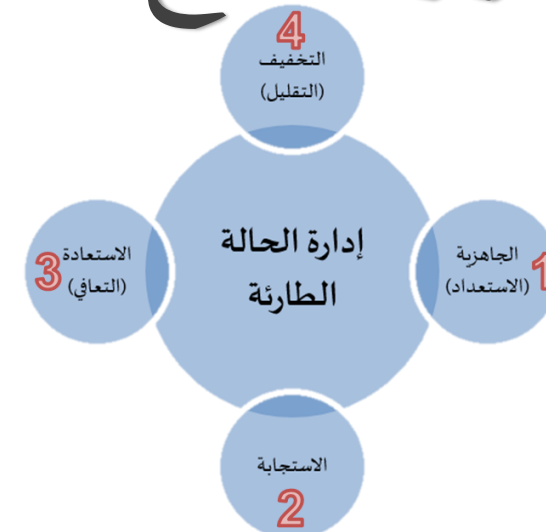 4
التخفيف
(التقليل)
إدارة الحالة
الطارئة
الجاهزية
(الاستعداد)
1
الاستعادة
(التعافي)
3
الاستجابة
2